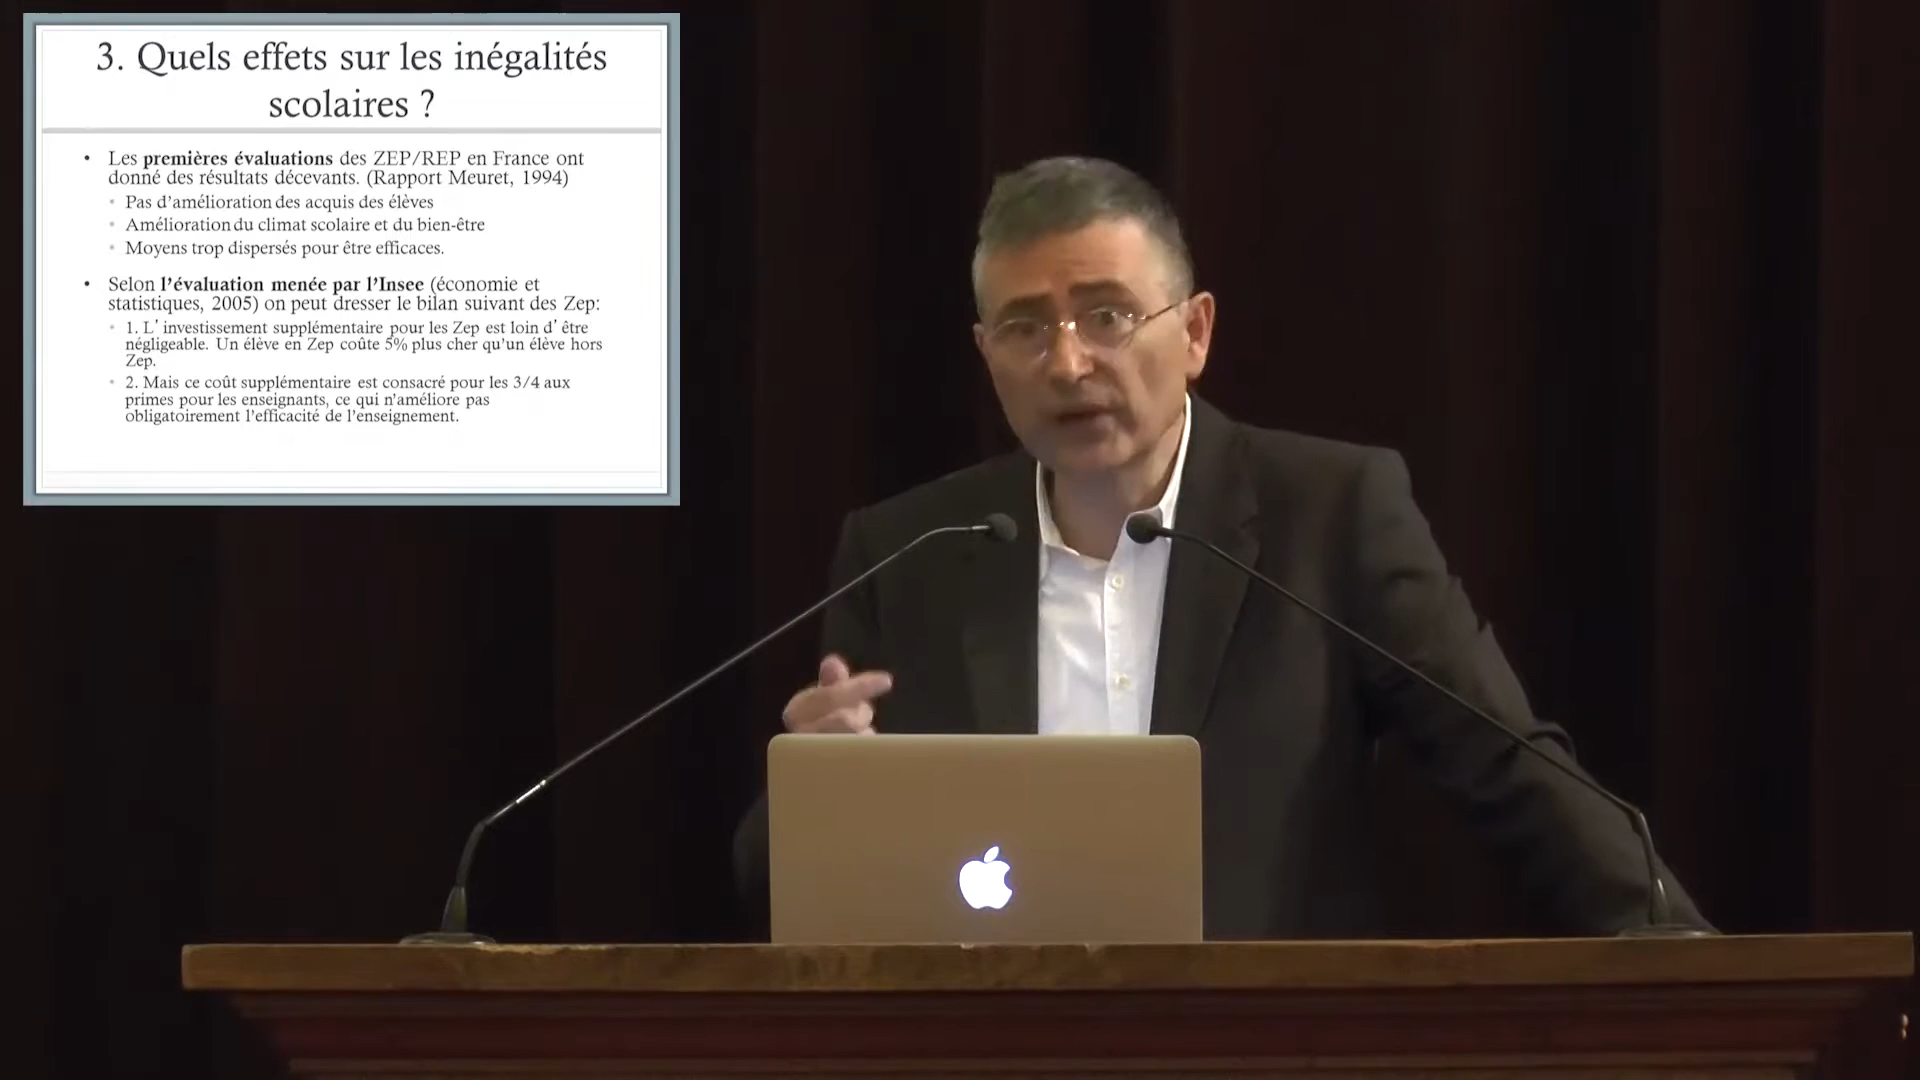 3. Quels effets sur les inégalités
scolaires ?
• Les premières évaluations des ZEP/REP en France ont
donné des résultats décevants. (Rapport Meuret, 1994)
• Pas d'amélioration des acquis des élèves
• Amélioration du climat scolaire et du bien-être
• Moyens trop dispersés pour être efficaces.
• Selon l'évaluation menée par l'Insee (économie et
statistiques, 2005) on peut dresser le bilan suivant des Zep:
• 1. L' investissement supplémentaire pour les Zep est loin d' être
négligeable. Un élève en Zep coûte 5% plus cher qu'un élève hors
Zep.
• 2. Mais ce coût supplémentaire est consacré pour les 3/4 aux
primes pour les enseignants, ce qui n'améliore pas
obligatoirement l'efficacité de l'enseignement.